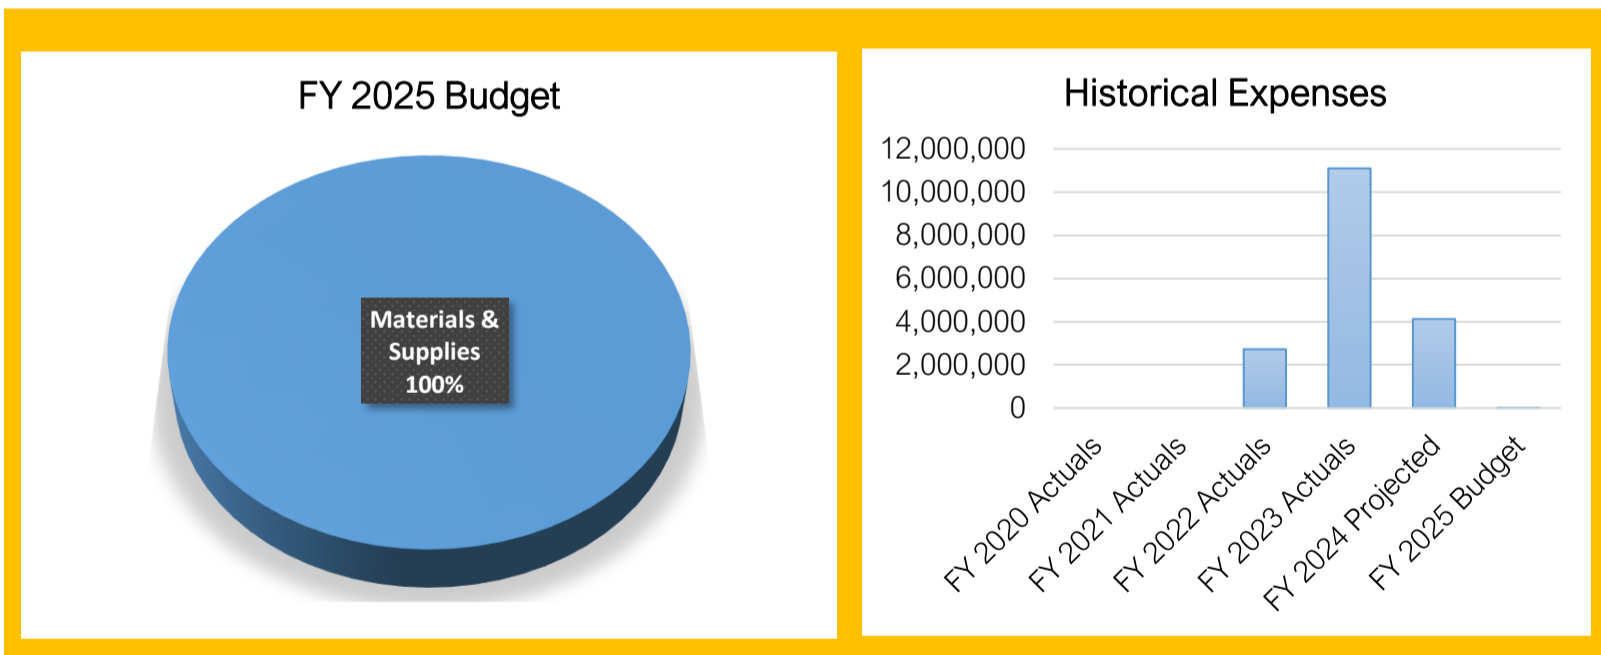 FY 2025 Budget
Materials &
Supplies
100%
Historical Expenses
12,000,000
10,000,000
8,000,000
6,000,000
4,000,000
2,000,000
0
FY 2020 Actuals
FY 2021 Actuals
FY 2022 Actuals
FY 2023 Actuals
FY 2024 Projected
FY 2025 Budget